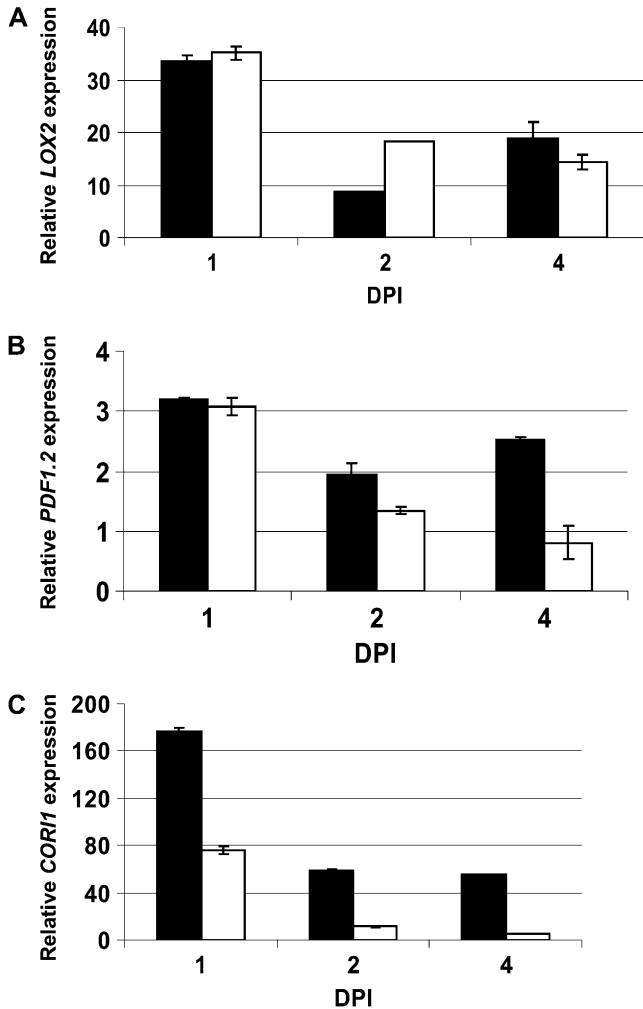 A
Relative LOX2 expression
40
30
20
10
0
1 2 4
DPI
B
Relative PDF1.2 expression
4
3
2
1
0
1 2 4
DPI
C
Relative CORI1 expression
200
160
120
80
40
0
1 2 4
DPI